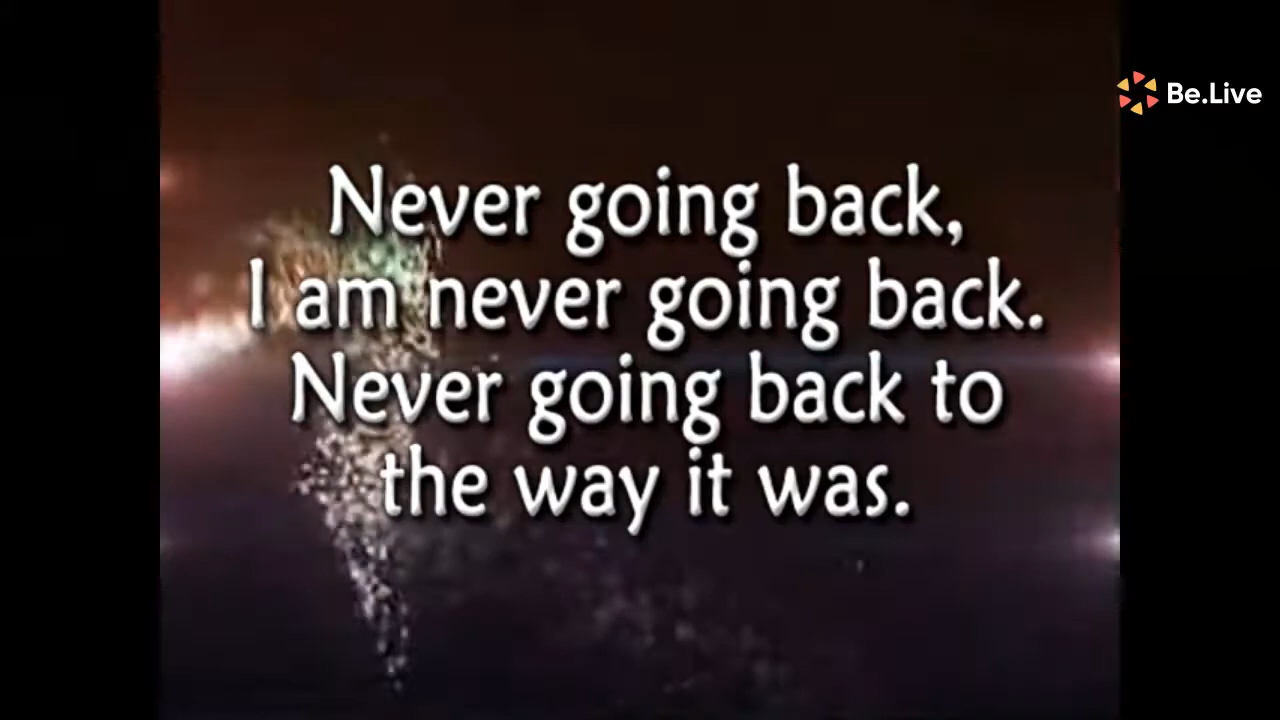 Be.Live
Never going back,
I am never going back.
Never going back to
the way it was.